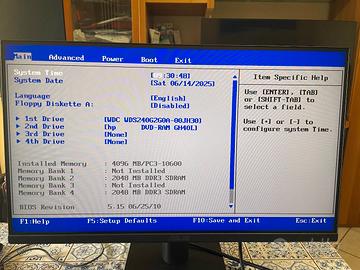 Main Advanced Power Boot Exit
System Time [ :30:48]
System Date [Sat 06/14/2025]
Language [English]
Floppy Diskette A: [Disabled]
1st Drive [WDC WDS240G2G0A-00JH30]
2nd Drive [hp DVD-RAM GH40L]
3rd Drive [None]
4th Drive [None]
Installed Memory : 4096 MB/PC3-10600
Memory Bank 1 : Not Installed
Memory Bank 2 : 2048 MB DDR3 SDRAM
Memory Bank 3 : Not Installed
Memory Bank 4 : 2048 MB DDR3 SDRAM
BIOS Revision 5.15 06/25/10
Item Specific Help
Use [ENTER], [TAB]
or [SHIFT-TAB] to
select a field.
Use [+] or [-] to
configure system Time.
F1:Help F5:Setup Defaults F10:Save and Exit Esc:Exit